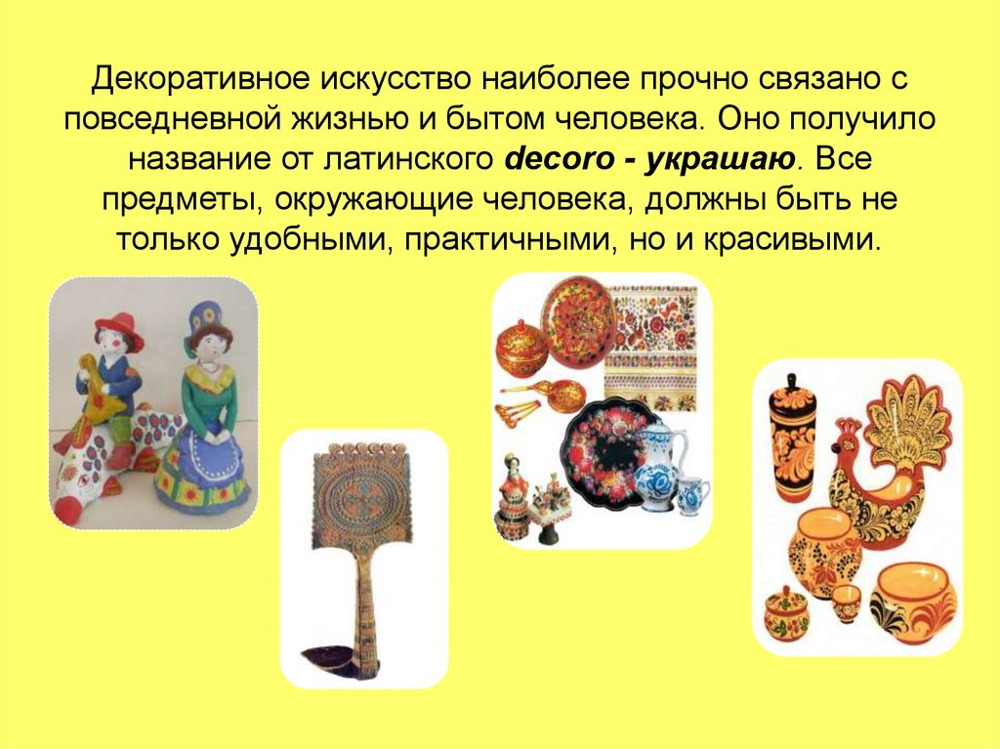 Декоративное искусство наиболее прочно связано с
повседневной жизнью и бытом человека. Оно получило
название от латинского decoro - украшаю. Все
предметы, окружающие человека, должны быть не
только удобными, практичными, но и красивыми.